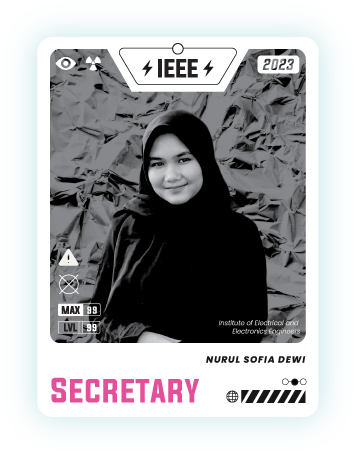 IEEE
2023
MAX 99
LVL 99
Institute of Electrical and
Electronics Engineers
NURUL SOFIA DEWI
SECRETARY